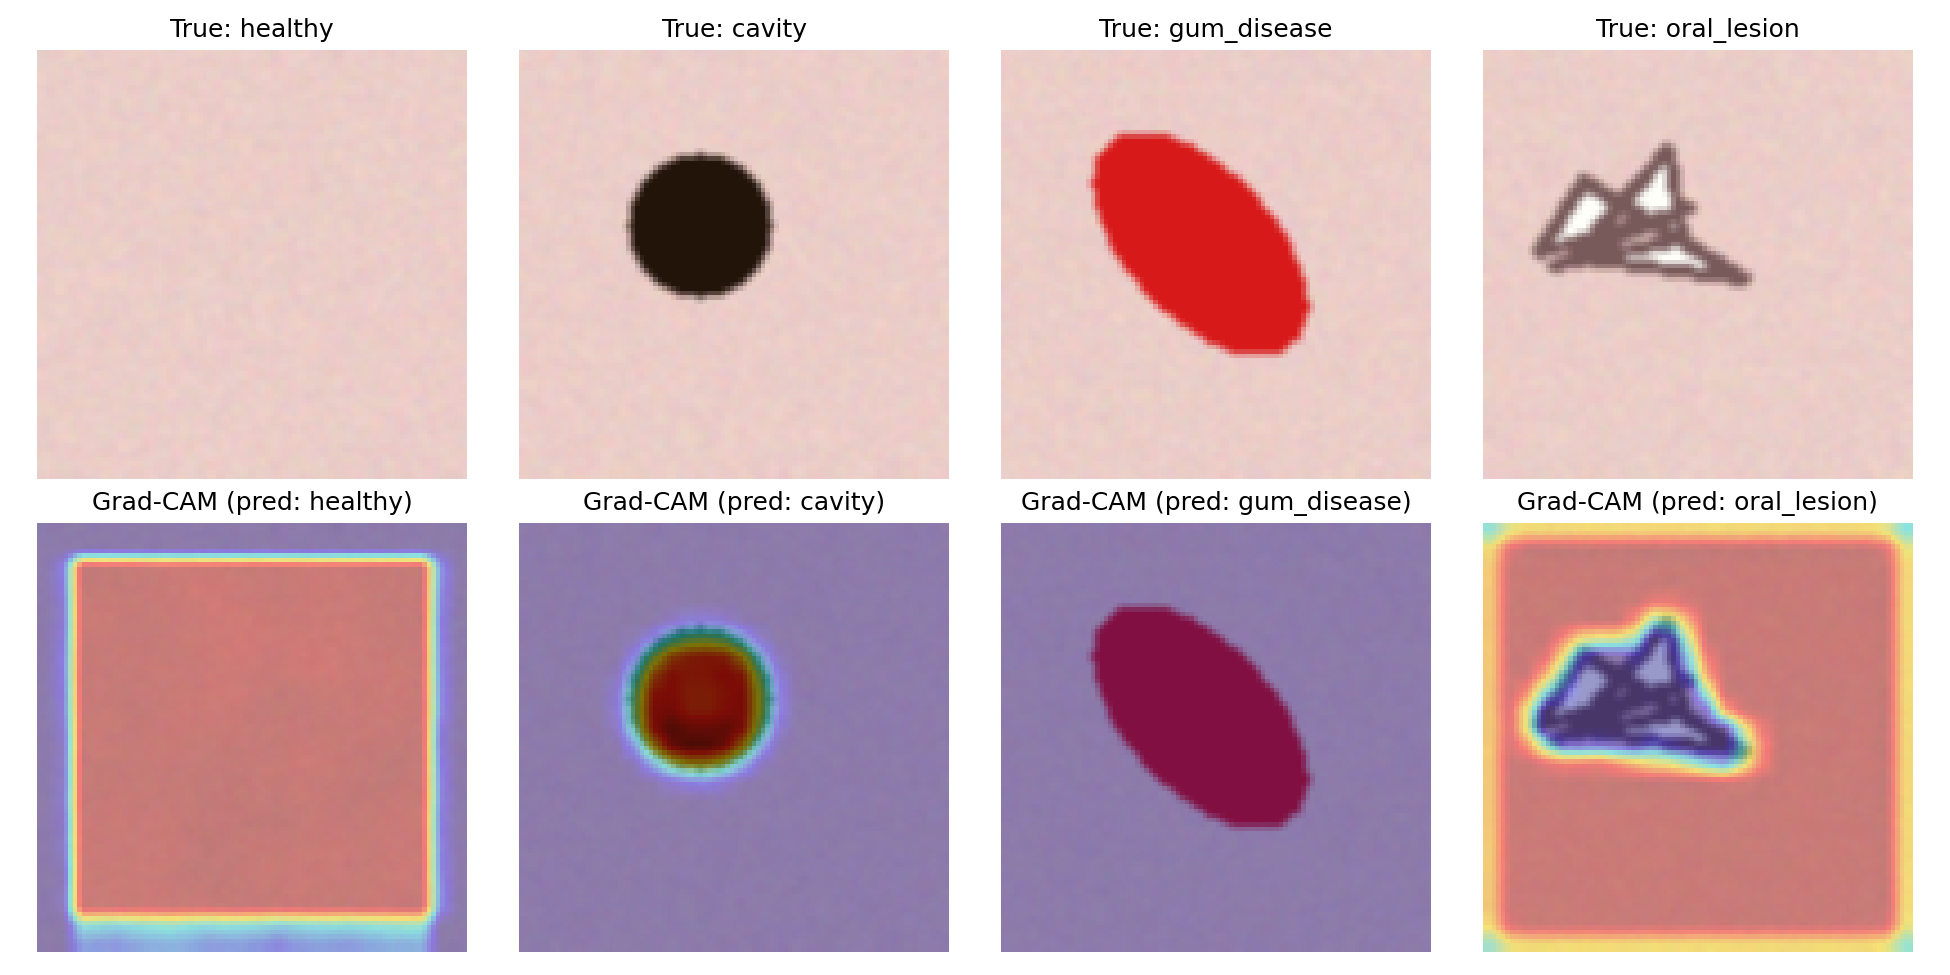 True: healthy
True: cavity
True: gum_disease
True: oral_lesion
Grad-CAM (pred: healthy)
Grad-CAM (pred: cavity)
Grad-CAM (pred: gum_disease)
Grad-CAM (pred: oral_lesion)